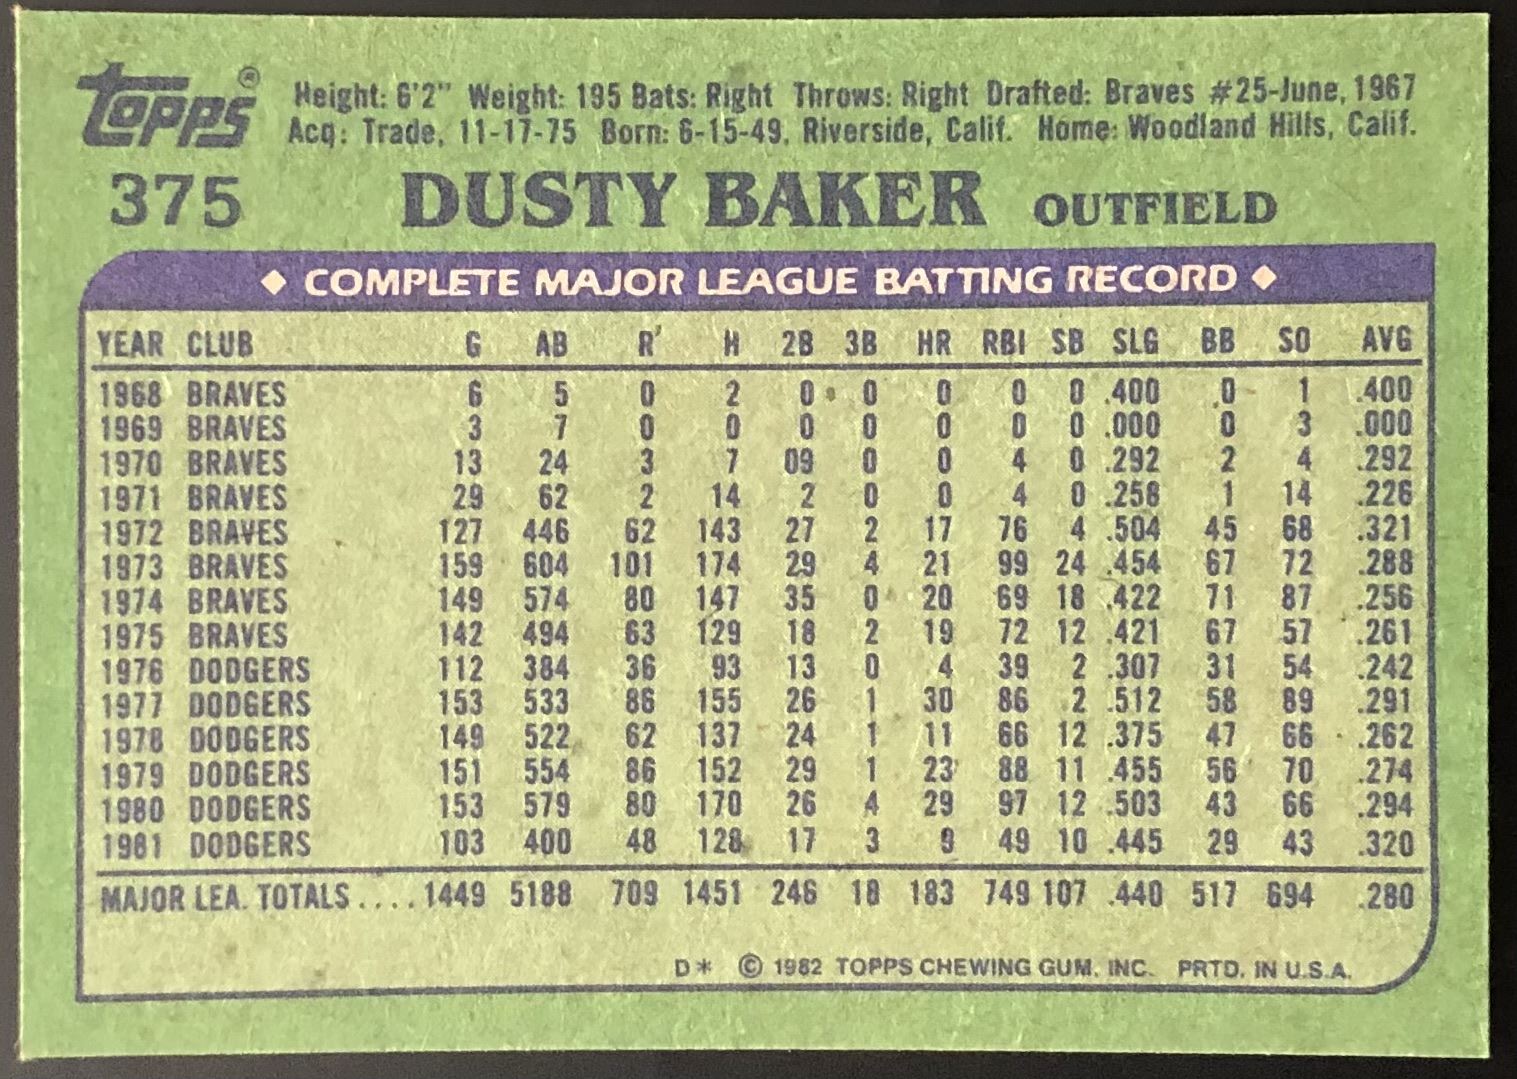 Topps® Height: 6'2" Weight: 195 Bats: Right Throws: Right Drafted: Braves #25-June, 1967
Acq: Trade, 11-17-75 Born: 6-15-49, Riverside, Calif. Home: Woodland Hills, Calif.
375 DUSTY BAKER OUTFIELD
◆ COMPLETE MAJOR LEAGUE BATTING RECORD ◆
YEAR CLUB G AB R H 2B 3B HR RBI SB SLG BB SO AVG
1968 BRAVES 6 5 0 2 0 0 0 0 0 .400 0 1 .400
1969 BRAVES 3 7 0 0 0 0 0 0 0 .000 0 3 .000
1970 BRAVES 13 24 3 7 09 0 0 4 0 .292 2 4 .292
1971 BRAVES 29 62 2 14 2 0 0 4 0 .258 1 14 .226
1972 BRAVES 127 446 62 143 27 2 17 76 4 .504 45 68 .321
1973 BRAVES 159 604 101 174 29 4 21 99 24 .454 67 72 .288
1974 BRAVES 149 574 80 147 35 0 20 69 18 .422 71 87 .256
1975 BRAVES 142 494 63 129 18 2 19 72 12 .421 67 57 .261
1976 DODGERS 112 384 36 93 13 0 4 39 2 .307 31 54 .242
1977 DODGERS 153 533 86 155 26 1 30 86 2 .512 58 89 .291
1978 DODGERS 149 522 62 137 24 1 11 66 12 .375 47 66 .262
1979 DODGERS 151 554 86 152 29 1 23 88 11 .455 56 70 .274
1980 DODGERS 153 579 80 170 26 4 29 97 12 .503 43 66 .294
1981 DODGERS 103 400 48 128 17 3 9 49 10 .445 29 43 .320
MAJOR LEA. TOTALS .... 1449 5188 709 1451 246 18 183 749 107 .440 517 694 .280
D* © 1982 TOPPS CHEWING GUM, INC. PRTD. IN U.S.A.